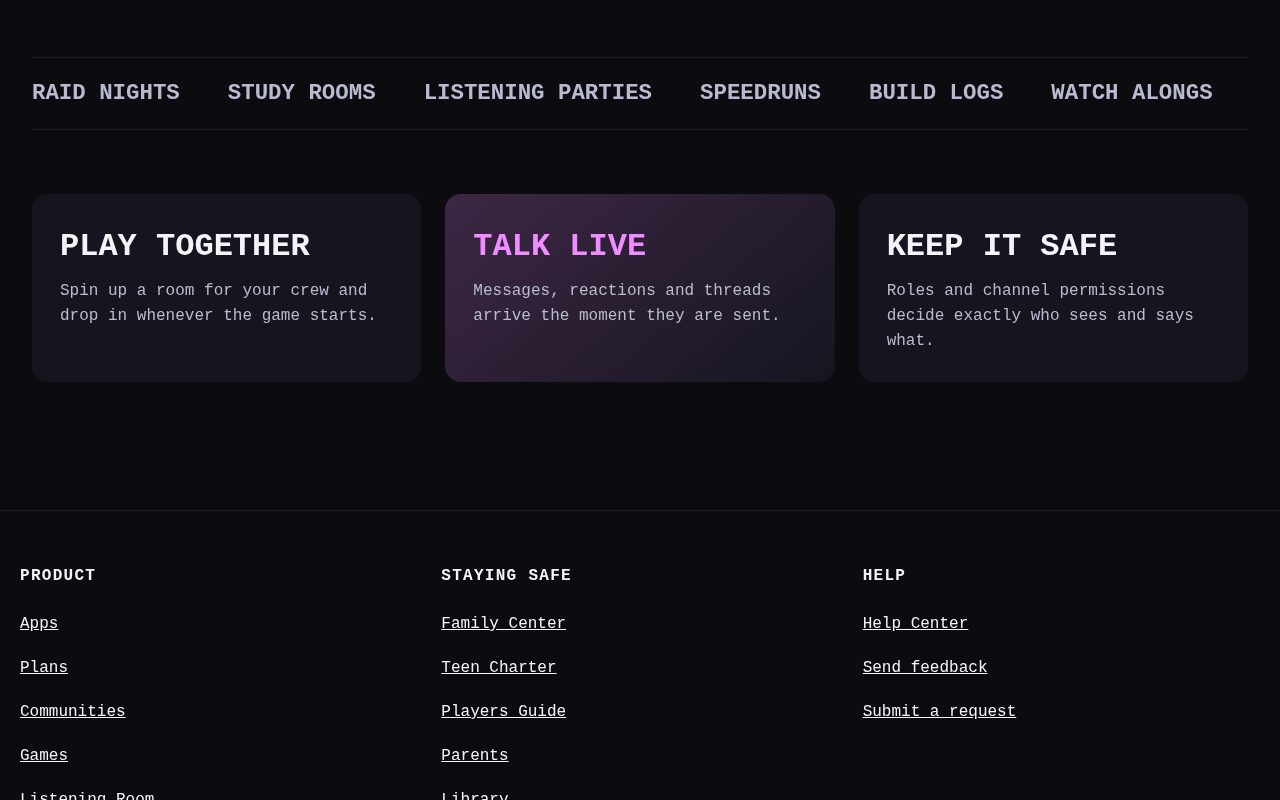 RAID NIGHTS STUDY ROOMS LISTENING PARTIES SPEEDRUNS BUILD LOGS WATCH ALONGS
PLAY TOGETHER
Spin up a room for your crew and
drop in whenever the game starts.
TALK LIVE
Messages, reactions and threads
arrive the moment they are sent.
KEEP IT SAFE
Roles and channel permissions
decide exactly who sees and says
what.
PRODUCT
Apps
Plans
Communities
Games
Listening Room
STAYING SAFE
Family Center
Teen Charter
Players Guide
Parents
Library
HELP
Help Center
Send feedback
Submit a request